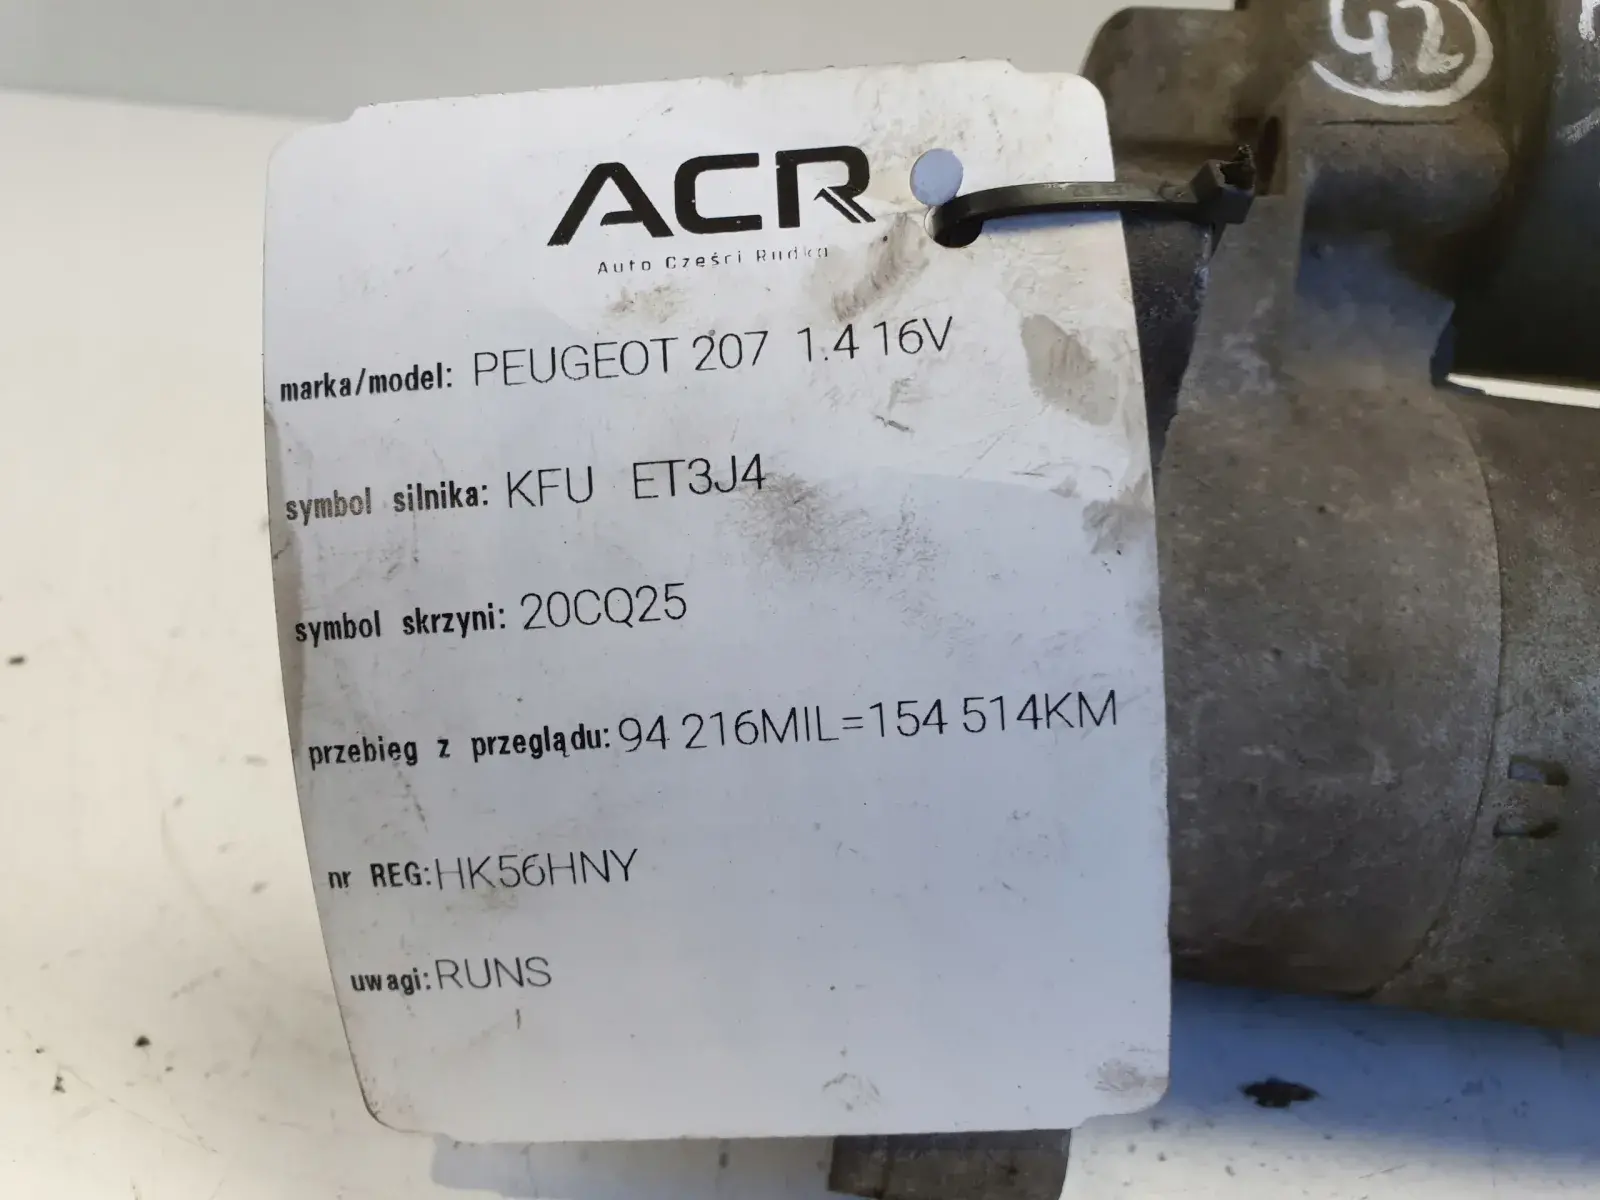 42
ACR
Auto Części Rudka
marka/model: PEUGEOT 207 1.4 16V
symbol silnika: KFU ET3J4
symbol skrzyni: 20CQ25
przebieg z przeglądu: 94 216MIL=154 514KM
nr REG:HK56HNY
uwagi:RUNS